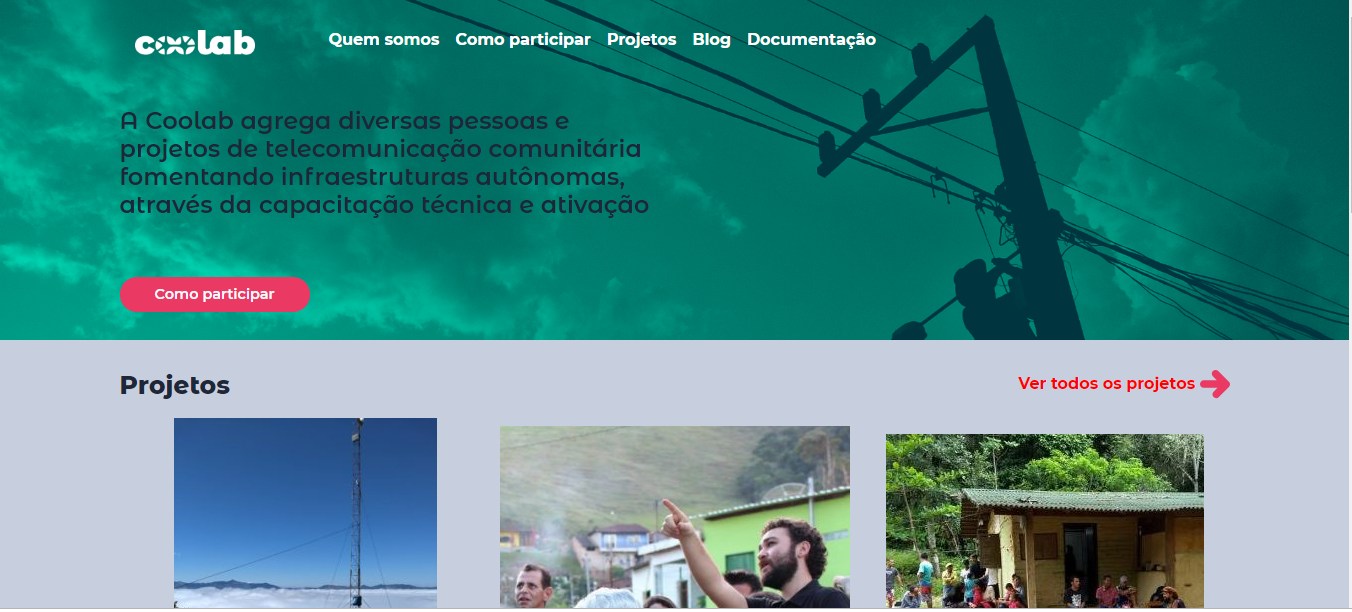 coolab
Quem somos Como participar Projetos Blog Documentação
A Coolab agrega diversas pessoas e
projetos de telecomunicação comunitária
fomentando infraestruturas autônomas,
através da capacitação técnica e ativação
Como participar
Projetos
Ver todos os projetos